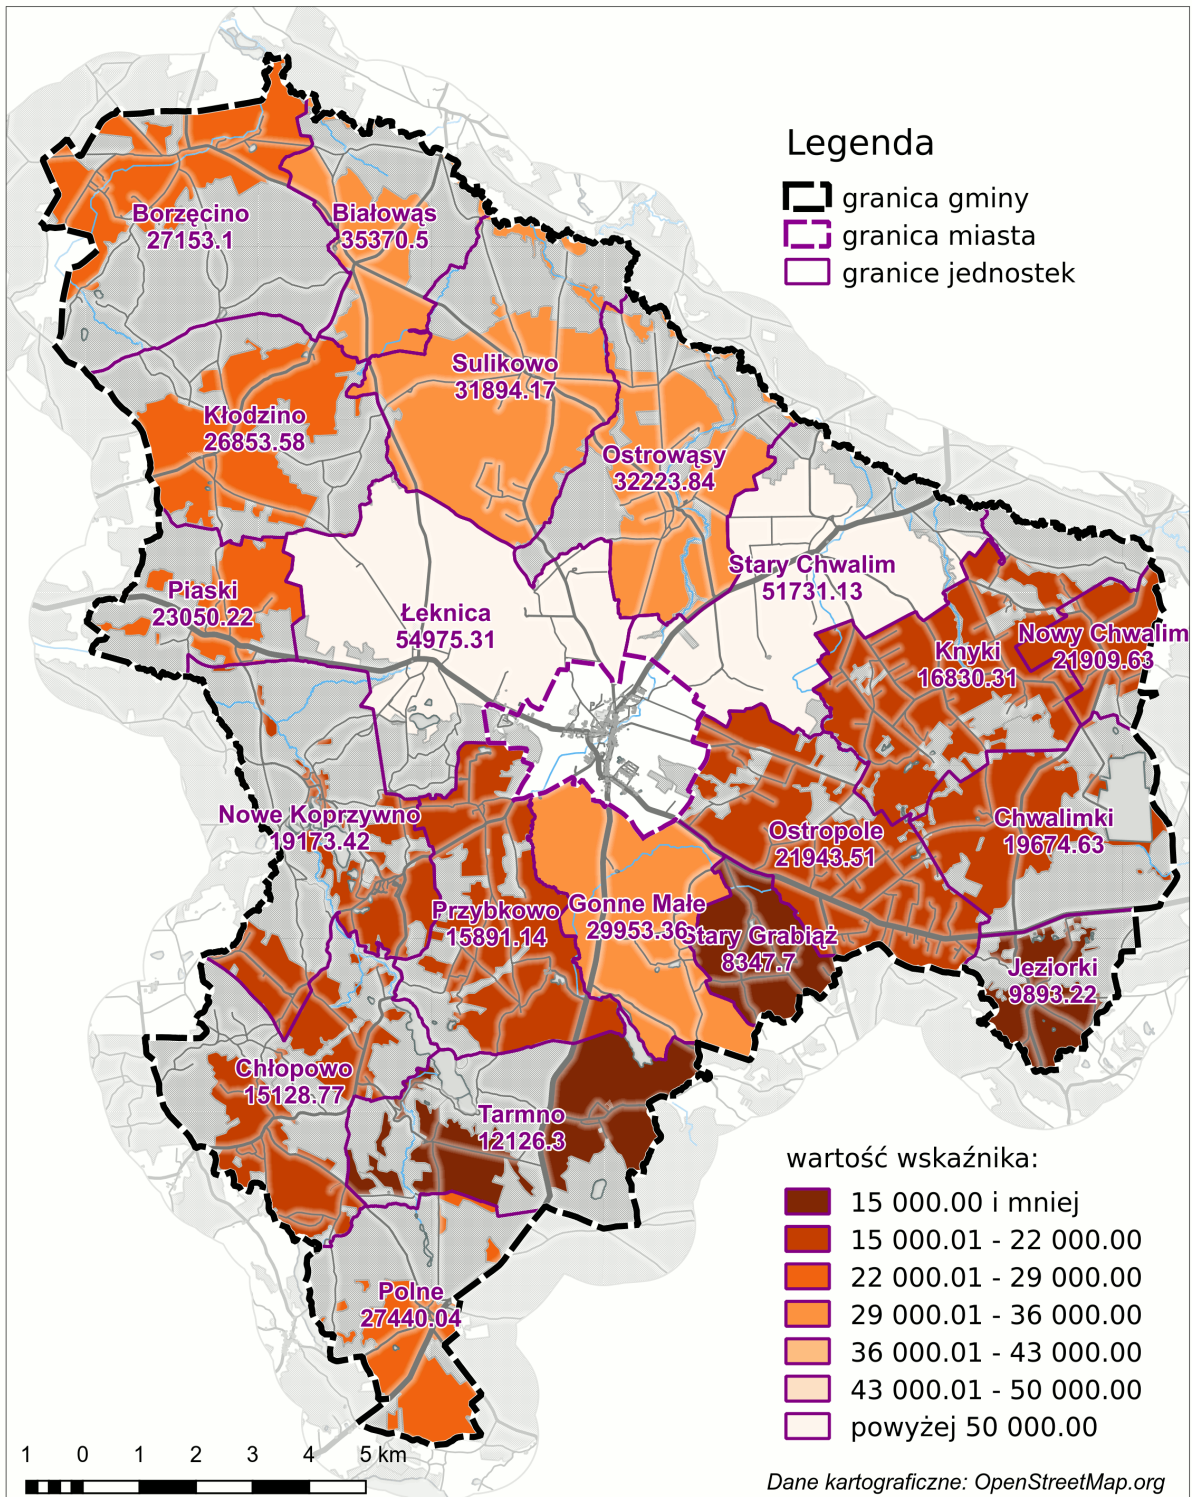 Legenda
granica gminy
granica miasta
granice jednostek
Borzęcino
27153.1
Białowąs
35370.5
Sulikowo
31894.17
Kłodzino
26853.58
Ostrowąsy
32223.84
Stary Chwalim
51731.13
Piaski
23050.22
Łeknica
54975.31
Knyki
16830.31
Nowy Chwalim
21909.63
Nowe Koprzywno
19173.42
Ostropole
21943.51
Chwalimki
19674.63
Przybkowo
15891.14
Gonne Małe
29953.36
Stary Grabiąż
8347.7
Jeziorki
9893.22
Chłopowo
15128.77
Tarmno
12126.3
Polne
27440.04
wartość wskaźnika:
15 000.00 i mniej
15 000.01 - 22 000.00
22 000.01 - 29 000.00
29 000.01 - 36 000.00
36 000.01 - 43 000.00
43 000.01 - 50 000.00
powyżej 50 000.00
1 0 1 2 3 4 5 km
Dane kartograficzne: OpenStreetMap.org